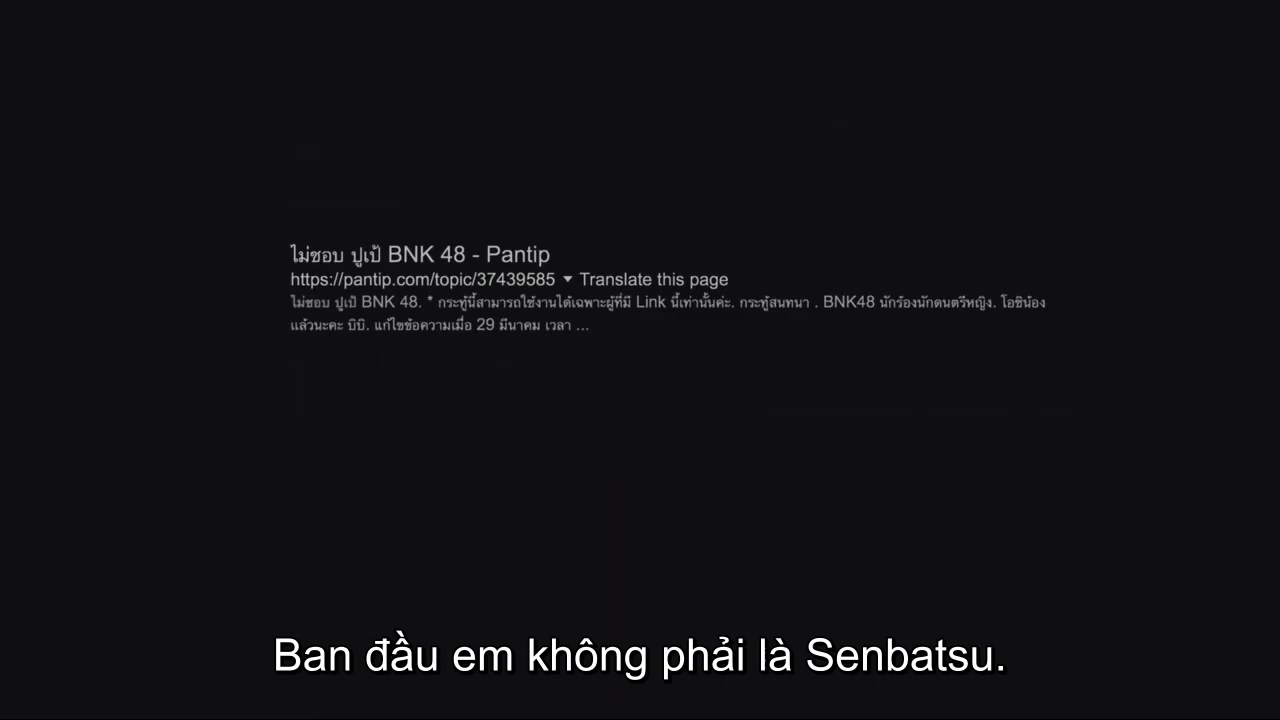 ไม่ชอบ ปูเป้ BNK 48 - Pantip
https://pantip.com/topic/37439585 ▼ Translate this page
ไม่ชอบ ปูเป้ BNK 48. * กระทู้นี้สามารถใช้งานได้เฉพาะผู้ที่มี Link นี้เท่านั้นค่ะ. กระทู้สนทนา . BNK48 นักร้องนักดนตรีหญิง. โอชิน้อง
แล้วนะคะ บิบิ. แก้ไขข้อความเมื่อ 29 มีนาคม เวลา ...
Ban đầu em không phải là Senbatsu.